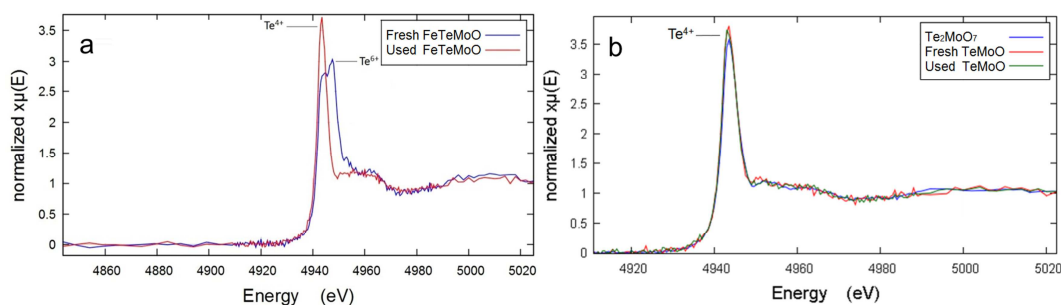 a
Te4+
Te6+
Fresh FeTeMoO
Used FeTeMoO
normalized xμ(E)
3.5
3
2.5
2
1.5
1
0.5
0
4860 4880 4900 4920 4940 4960 4980 5000 5020
Energy (eV)
b
Te4+
Te2MoO7
Fresh TeMoO
Used TeMoO
normalized xμ(E)
3.5
3
2.5
2
1.5
1
0.5
0
4920 4940 4960 4980 5000 5020
Energy (eV)